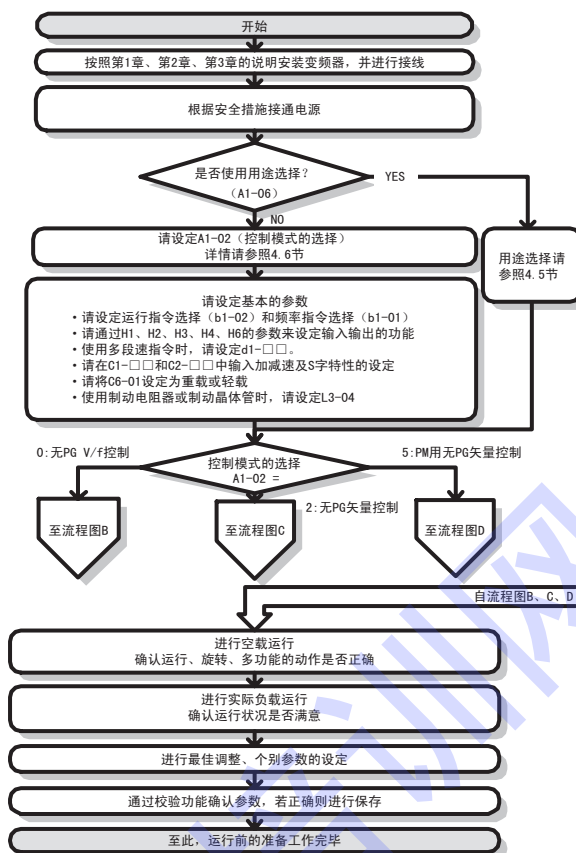 开始
按照第1章、第2章、第3章的说明安装变频器，并进行接线
根据安全措施接通电源
是否使用用途选择？
（A1-06）
YES
NO
请设定A1-02（控制模式的选择）
详情请参照4.6节
用途选择请
参照4.5节
请设定基本的参数
・请设定运行指令选择（b1-02）和频率指令选择（b1-01）
・请通过H1、H2、H3、H4、H6的参数来设定输入输出的功能
・使用多段速指令时，请设定d1-□□。
・请在C1-□□和C2-□□中输入加减速及S字特性的设定
・请将C6-01设定为重载或轻载
・使用制动电阻器或制动晶体管时，请设定L3-04
0:无PG V/f控制
5:PM用无PG矢量控制
控制模式的选择
A1-02 =
2:无PG矢量控制
至流程图B
至流程图C
至流程图D
自流程图B、C、D
进行空载运行
确认运行、旋转、多功能的动作是否正确
进行实际负载运行
确认运行状况是否满意
进行最佳调整、个别参数的设定
通过校验功能确认参数，若正确则进行保存
至此，运行前的准备工作完毕
培训网